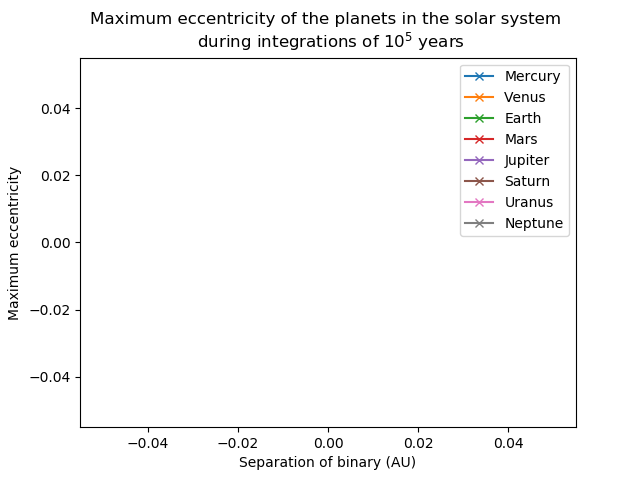 Maximum eccentricity of the planets in the solar system
during integrations of 10⁵ years
Maximum eccentricity
0.04
0.02
0.00
−0.02
−0.04
Mercury
Venus
Earth
Mars
Jupiter
Saturn
Uranus
Neptune
−0.04 −0.02 0.00 0.02 0.04
Separation of binary (AU)